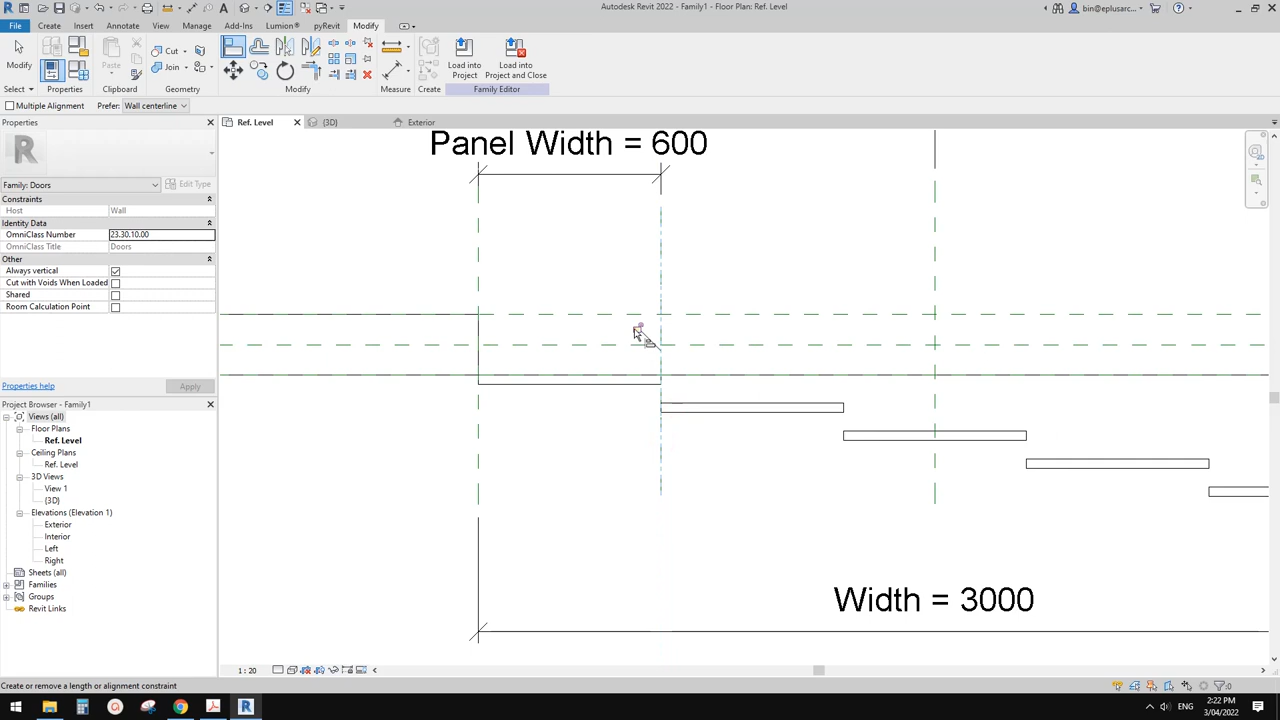 Autodesk Revit 2022 - Family1 - Floor Plan: Ref. Level
bin@eplusarc...
File Create Insert Annotate View Manage Add-Ins Lumion® pyRevit Modify
Modify
Paste
Cut
Join
Load into Project
Load into Project and Close
Select Properties Clipboard Geometry Modify Measure Create Family Editor
Multiple Alignment Prefer: Wall centerline
Properties
Ref. Level {3D} Exterior
Family: Doors Edit Type
Constraints
Host Wall
Identity Data
OmniClass Number 23.30.10.00
OmniClass Title Doors
Other
Always vertical
Cut with Voids When Loaded
Shared
Room Calculation Point
Properties help Apply
Project Browser - Family1
Views (all)
Floor Plans
Ref. Level
Ceiling Plans
Ref. Level
3D Views
View 1
{3D}
Elevations (Elevation 1)
Exterior
Interior
Left
Right
Sheets (all)
Families
Groups
Revit Links
Panel Width = 600
Width = 3000
1 : 20
Create or remove a length or alignment constraint
:0
ENG
2:22 PM
3/04/2022